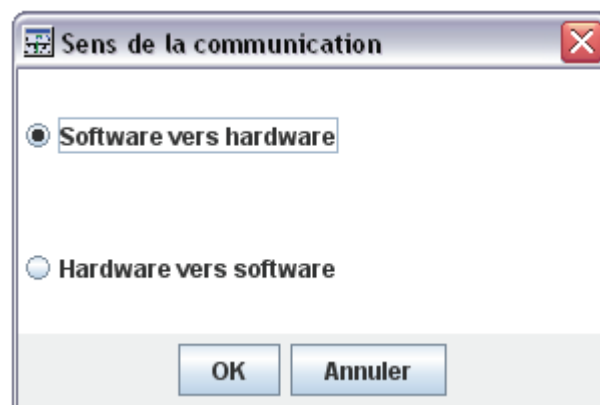 Sens de la communication
Software vers hardware
Hardware vers software
OK Annuler